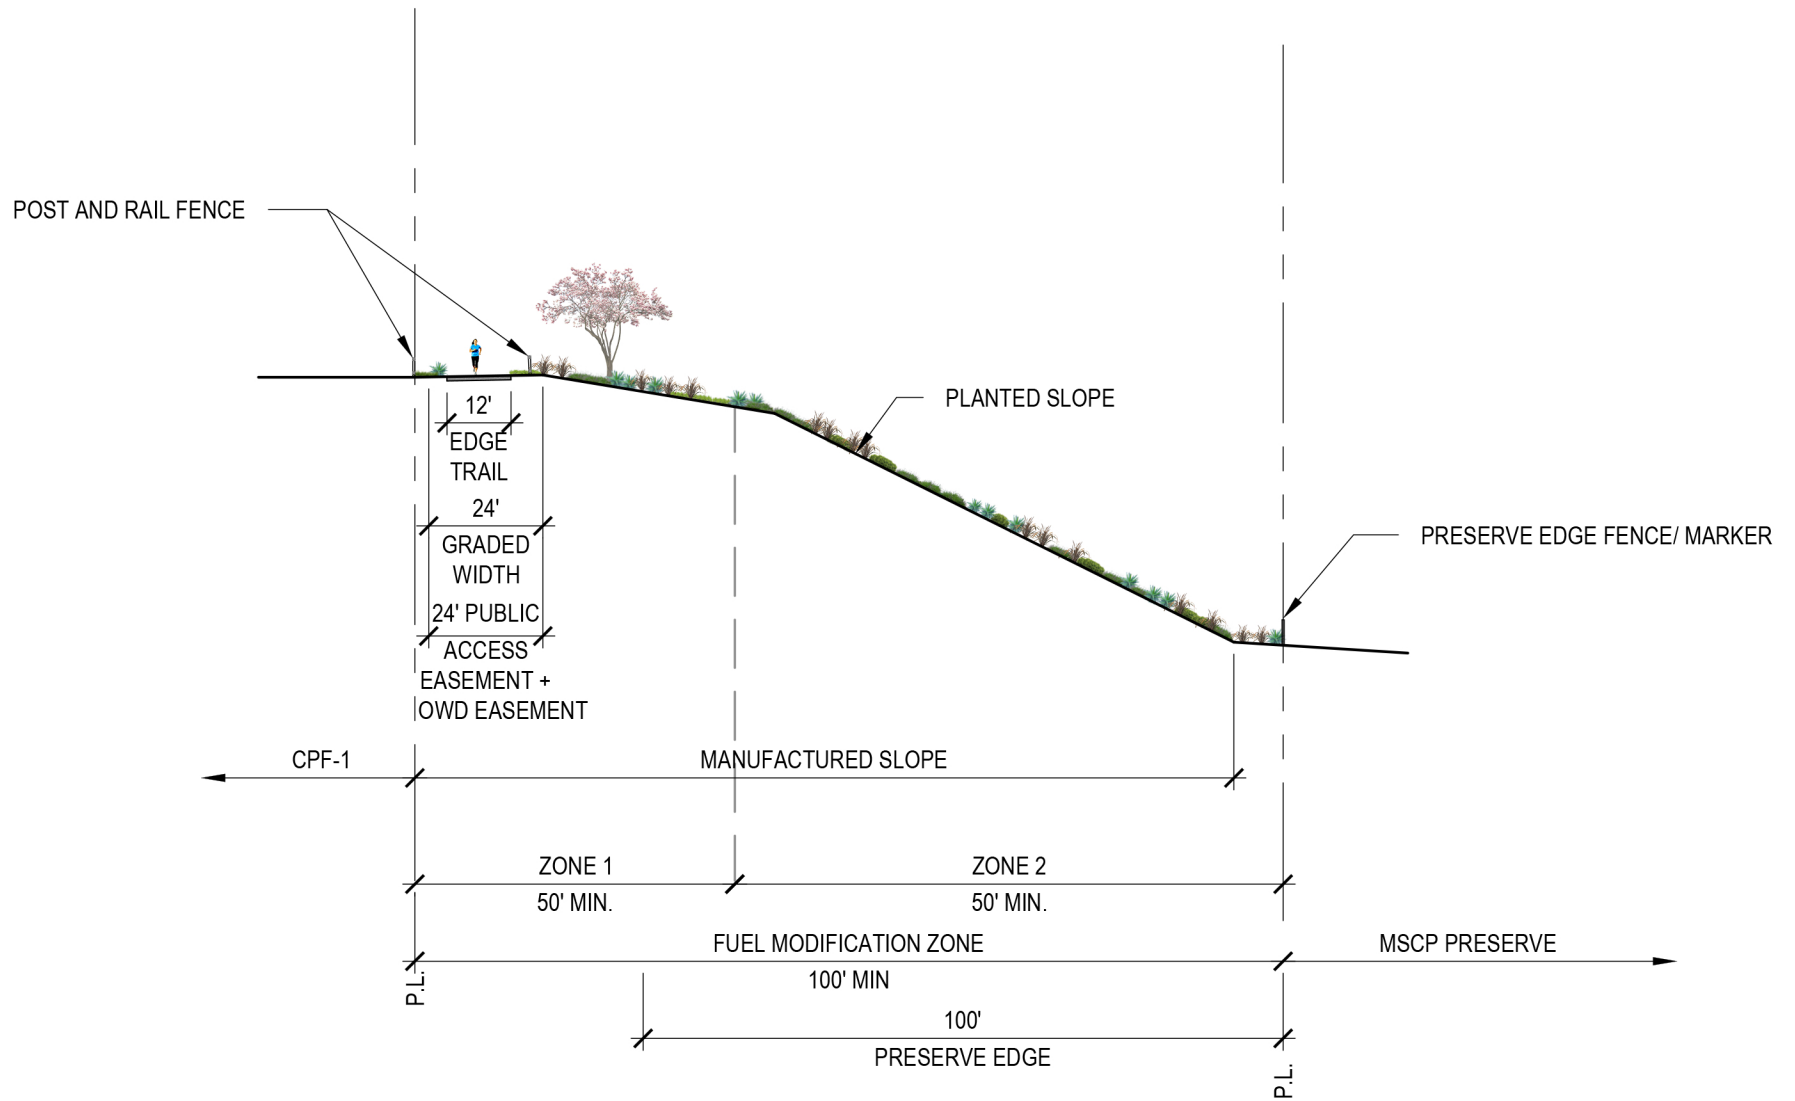 POST AND RAIL FENCE
PLANTED SLOPE
12'
EDGE
TRAIL
24'
GRADED
WIDTH
PRESERVE EDGE FENCE/ MARKER
24' PUBLIC
ACCESS
EASEMENT +
OWD EASEMENT
CPF-1
MANUFACTURED SLOPE
ZONE 1
50' MIN.
ZONE 2
50' MIN.
FUEL MODIFICATION ZONE
100' MIN
MSCP PRESERVE
P.L.
100'
PRESERVE EDGE
P.L.